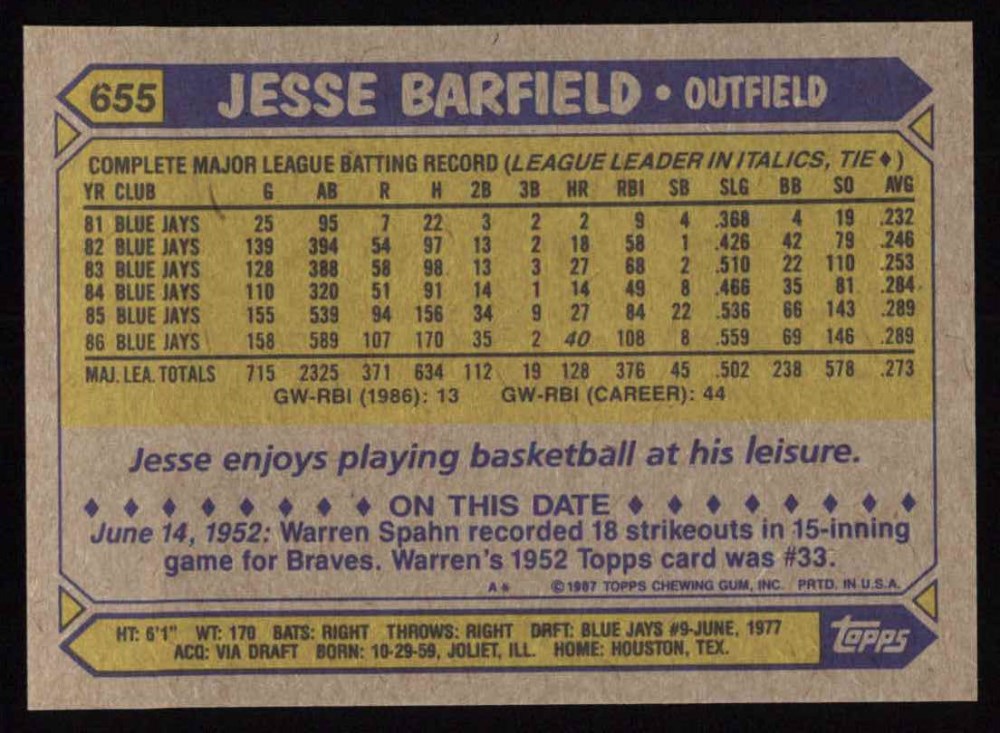 655 JESSE BARFIELD • OUTFIELD
COMPLETE MAJOR LEAGUE BATTING RECORD (LEAGUE LEADER IN ITALICS, TIE ♦)
YR CLUB G AB R H 2B 3B HR RBI SB SLG BB SO AVG
81 BLUE JAYS 25 95 7 22 3 2 2 9 4 .368 4 19 .232
82 BLUE JAYS 139 394 54 97 13 2 18 58 1 .426 42 79 .246
83 BLUE JAYS 128 388 58 98 13 3 27 68 2 .510 22 110 .253
84 BLUE JAYS 110 320 51 91 14 1 14 49 8 .466 35 81 .284
85 BLUE JAYS 155 539 94 156 34 9 27 84 22 .536 66 143 .289
86 BLUE JAYS 158 589 107 170 35 2 40 108 8 .559 69 146 .289
MAJ. LEA. TOTALS 715 2325 371 634 112 19 128 376 45 .502 238 578 .273
GW-RBI (1986): 13 GW-RBI (CAREER): 44
Jesse enjoys playing basketball at his leisure.
♦ ♦ ♦ ♦ ♦ ♦ ♦ ♦ ON THIS DATE ♦ ♦ ♦ ♦ ♦ ♦ ♦ ♦
June 14, 1952: Warren Spahn recorded 18 strikeouts in 15-inning
game for Braves. Warren's 1952 Topps card was #33.
A* © 1987 TOPPS CHEWING GUM, INC. PRTD. IN U.S.A.
HT: 6'1" WT: 170 BATS: RIGHT THROWS: RIGHT DRFT: BLUE JAYS #9-JUNE, 1977
ACQ: VIA DRAFT BORN: 10-29-59, JOLIET, ILL. HOME: HOUSTON, TEX.
topps